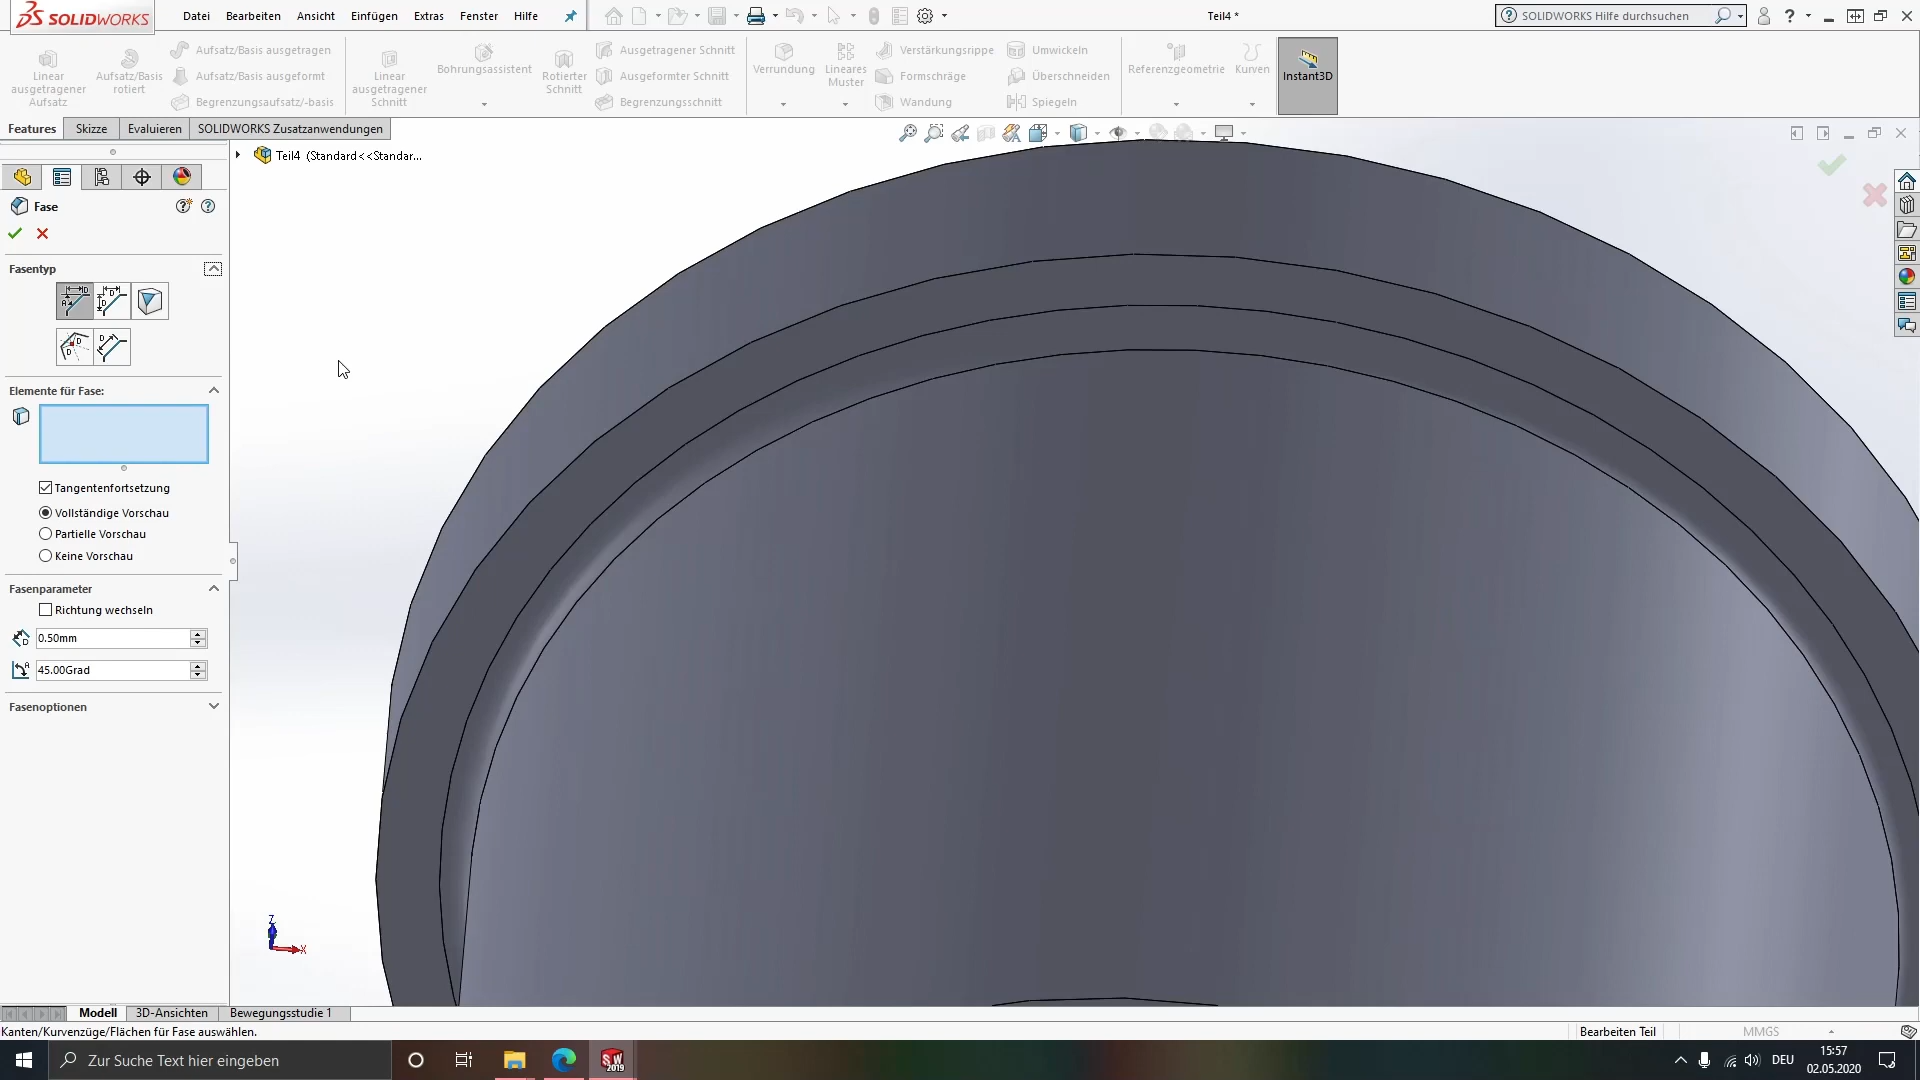 SOLIDWORKS
Datei Bearbeiten Ansicht Einfügen Extras Fenster Hilfe
Teil4 *
SOLIDWORKS Hilfe durchsuchen
Linear
ausgetragener
Aufsatz
Aufsatz/Basis
rotiert
Aufsatz/Basis ausgetragen
Aufsatz/Basis ausgeformt
Begrenzungsaufsatz/-basis
Linear
ausgetragener
Schnitt
Bohrungsassistent
Rotierter
Schnitt
Ausgetragener Schnitt
Ausgeformter Schnitt
Begrenzungsschnitt
Verrundung
Lineares
Muster
Verstärkungsrippe
Formschräge
Wandung
Umwickeln
Überschneiden
Spiegeln
Referenzgeometrie
Kurven
Instant3D
Features Skizze Evaluieren SOLIDWORKS Zusatzanwendungen
Teil4 (Standard<<Standar...
Fase
Fasentyp
Elemente für Fase:
Tangentenfortsetzung
Vollständige Vorschau
Partielle Vorschau
Keine Vorschau
Fasenparameter
Richtung wechseln
0.50mm
45.00Grad
Fasenoptionen
Z
X
Modell 3D-Ansichten Bewegungsstudie 1
Kanten/Kurvenzüge/Flächen für Fase auswählen.
Bearbeiten Teil
MMGS
Zur Suche Text hier eingeben
SW
2019
DEU
15:57
02.05.2020